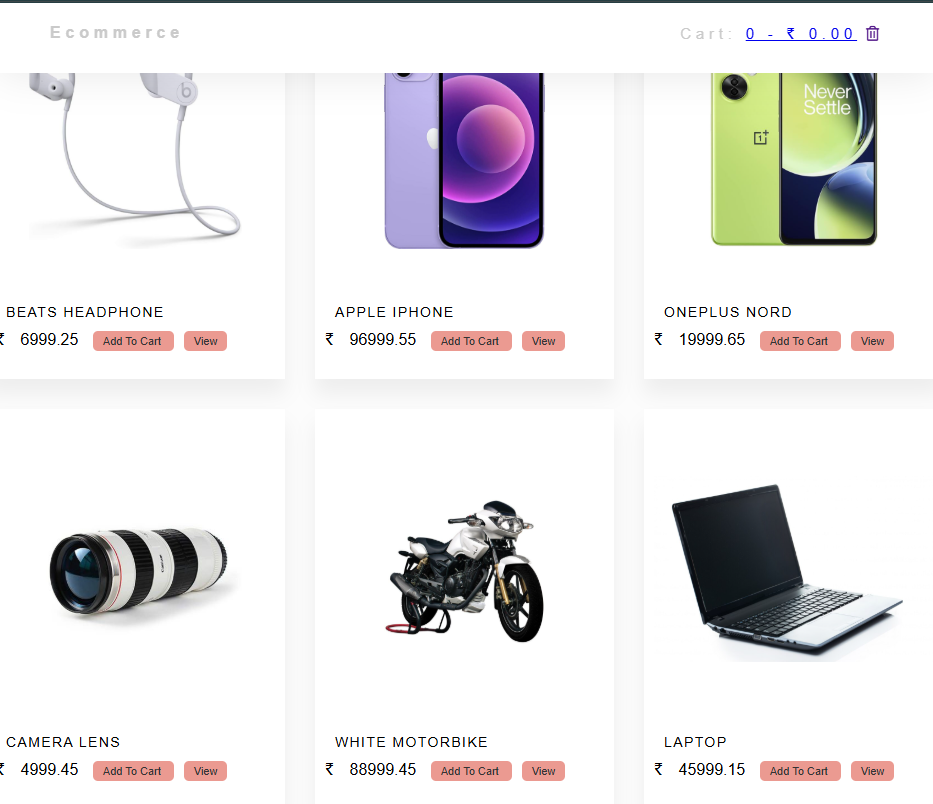 Ecommerce
Cart: 0 - ₹ 0.00
Never
Settle
BEATS HEADPHONE
₹ 6999.25 Add To Cart View
APPLE IPHONE
₹ 96999.55 Add To Cart View
ONEPLUS NORD
₹ 19999.65 Add To Cart View
CAMERA LENS
₹ 4999.45 Add To Cart View
WHITE MOTORBIKE
₹ 88999.45 Add To Cart View
LAPTOP
₹ 45999.15 Add To Cart View